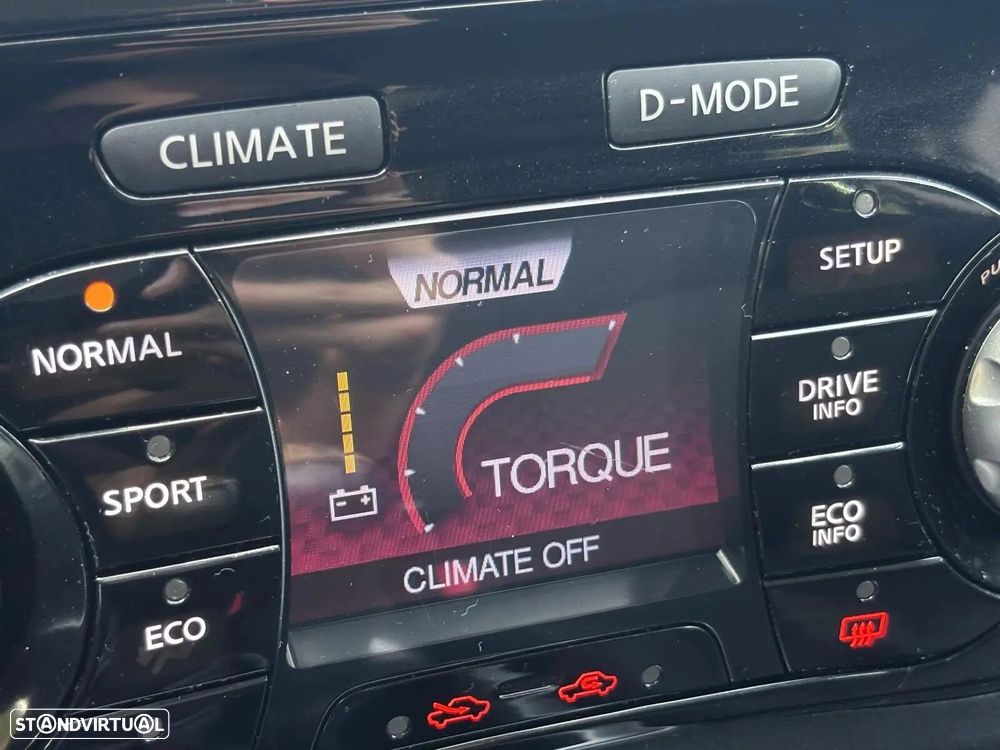 CLIMATE
D-MODE
NORMAL
SETUP
NORMAL
DRIVE
INFO
SPORT
TORQUE
ECO
INFO
CLIMATE OFF
ECO
STANDVIRTUAL